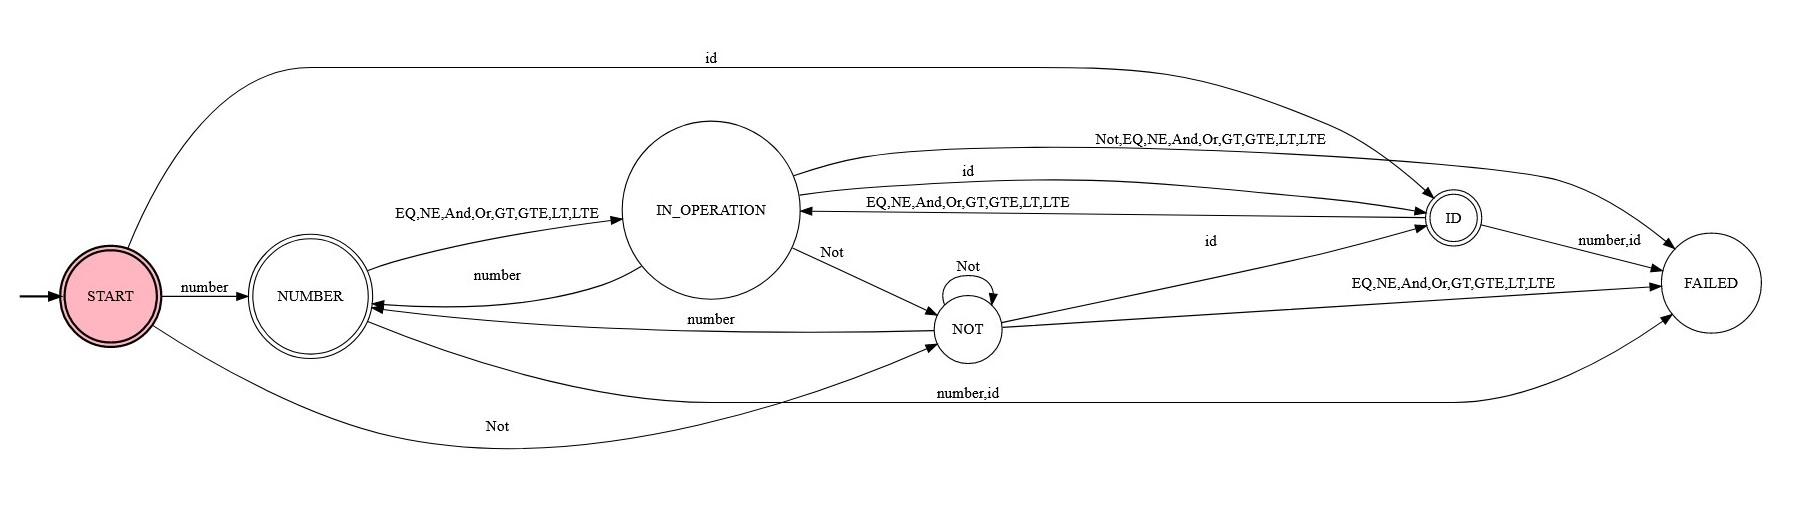 id
Not,EQ,NE,And,Or,GT,GTE,LT,LTE
id
EQ,NE,And,Or,GT,GTE,LT,LTE
EQ,NE,And,Or,GT,GTE,LT,LTE
IN_OPERATION
ID
id
number,id
Not
number
Not
number
EQ,NE,And,Or,GT,GTE,LT,LTE
START
NUMBER
FAILED
number
NOT
number,id
Not